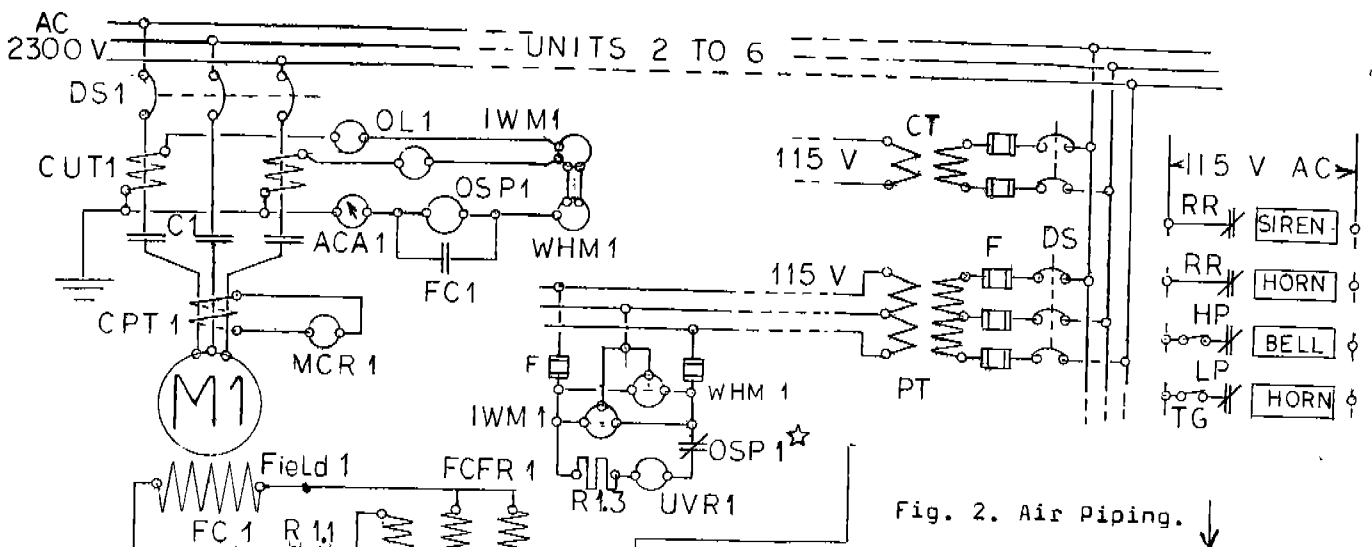 AC
2300 V
UNITS 2 TO 6
DS1
OL1
IWM1
CT
115 V
115 V AC
CUT1
OSP1
RR
SIREN
C1
ACA1
WHM1
F
DS
RR
HORN
FC1
115 V
HP
BELL
CPT 1
MCR 1
F
WHM 1
PT
LP
HORN
TG
M1
IWM1
OSP 1☆
Field 1
FCFR 1
R1.3
UVR1
FC 1
R 1.1
Fig. 2. Air Piping.